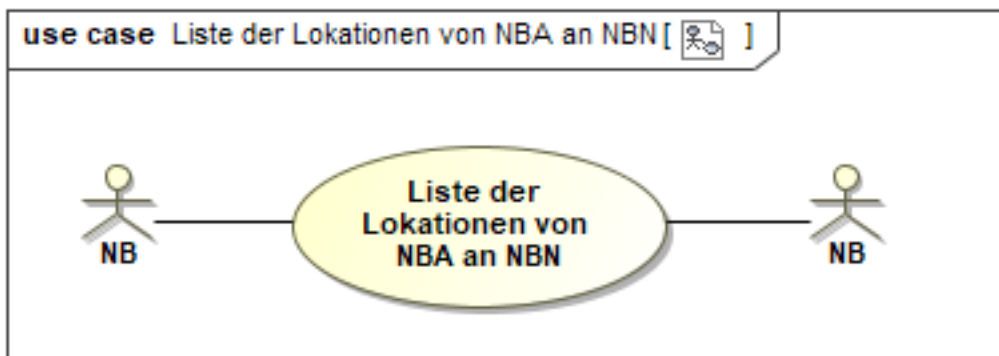 use case Liste der Lokationen von NBA an NBN [ ]
Liste der
Lokationen von
NBA an NBN
NB
NB